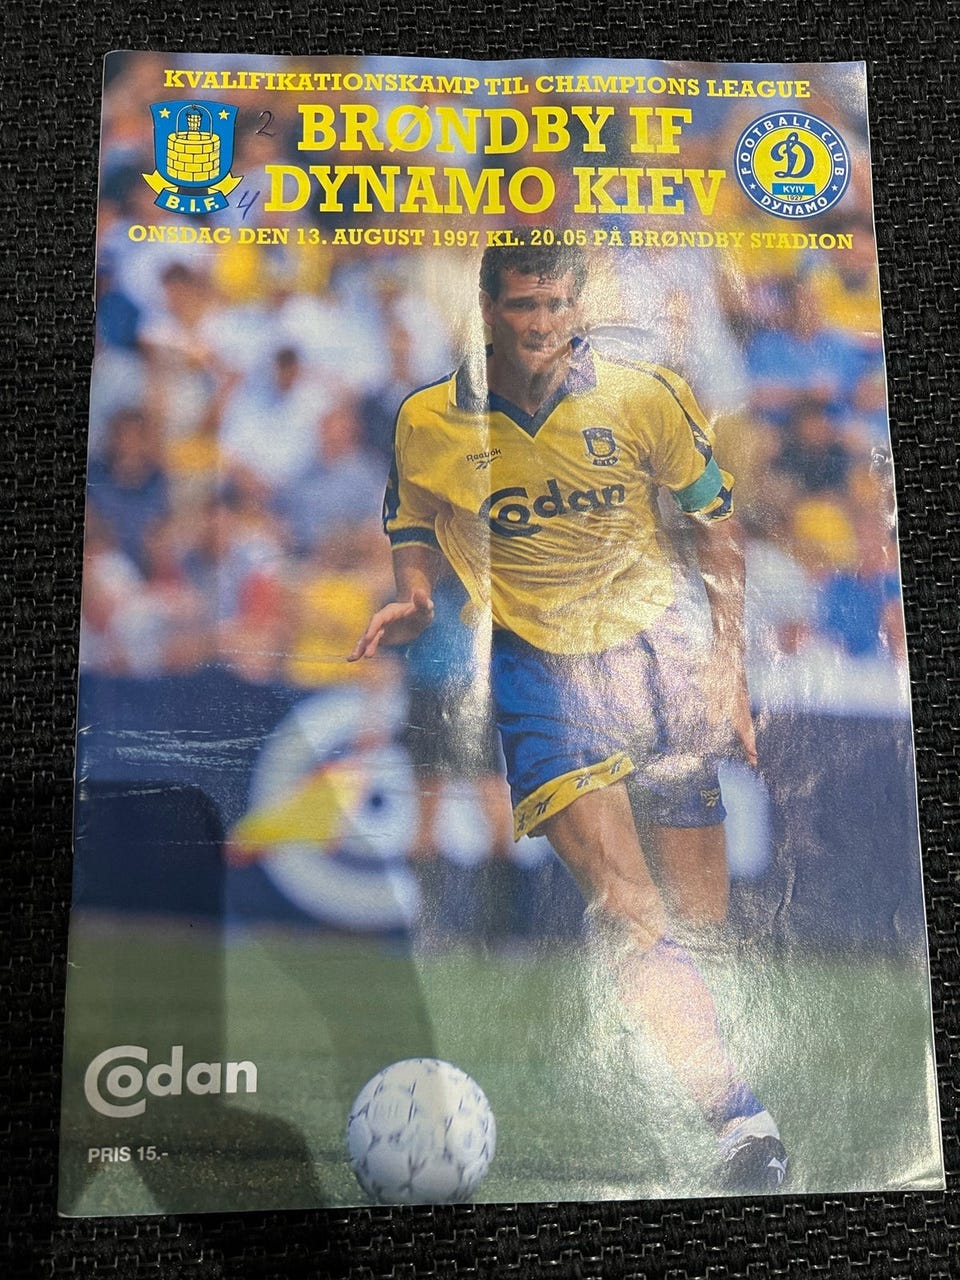 KVALIFIKATIONSKAMP TIL CHAMPIONS LEAGUE
BRØNDBY IF 2
DYNAMO KIEV 4
B.I.F.
FOOTBALL CLUB
D
KYIV
1927
DYNAMO
ONSDAG DEN 13. AUGUST 1997 KL. 20.05 PÅ BRØNDBY STADION
Reebok
B.I.F.
Codan
Codan
PRIS 15.-